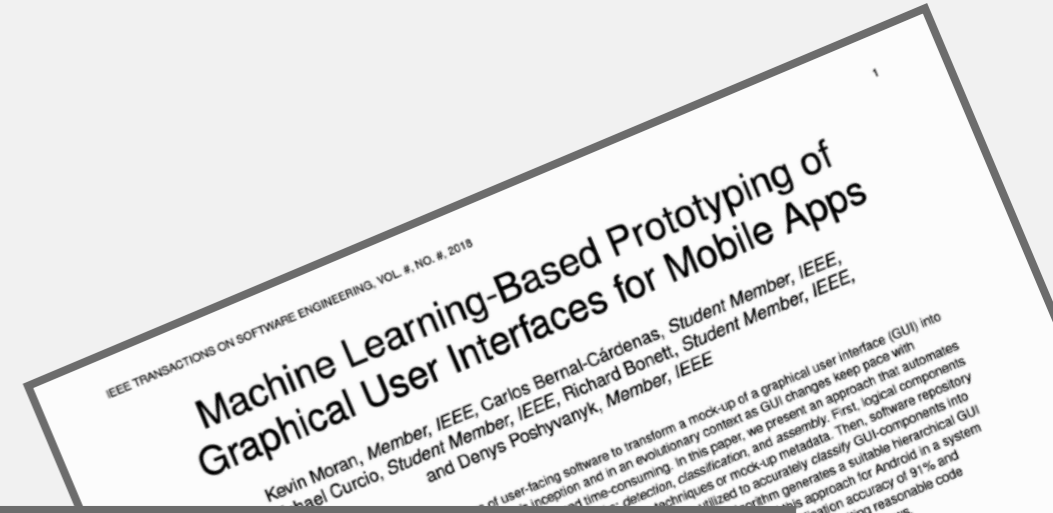 1
IEEE TRANSACTIONS ON SOFTWARE ENGINEERING, VOL. #, NO. #, 2018
Machine Learning-Based Prototyping of
Graphical User Interfaces for Mobile Apps
Kevin Moran, Member, IEEE, Carlos Bernal-Cárdenas, Student Member, IEEE,
Curcio, Student Member, IEEE, Richard Bonett, Student Member, IEEE,
and Denys Poshyvanyk, Member, IEEE
of user-facing software to transform a mock-up of a graphical user interface (GUI) into
inception and in an evolutionary context as GUI changes keep pace with
and time-consuming. In this paper, we present an approach that automates
detection, classification, and assembly. First, logical components
techniques or mock-up metadata. Then, software repository
utilized to accurately classify GUI-components into
generates a suitable hierarchical GUI
this approach for Android in a system
accuracy of 91% and
reasonable code